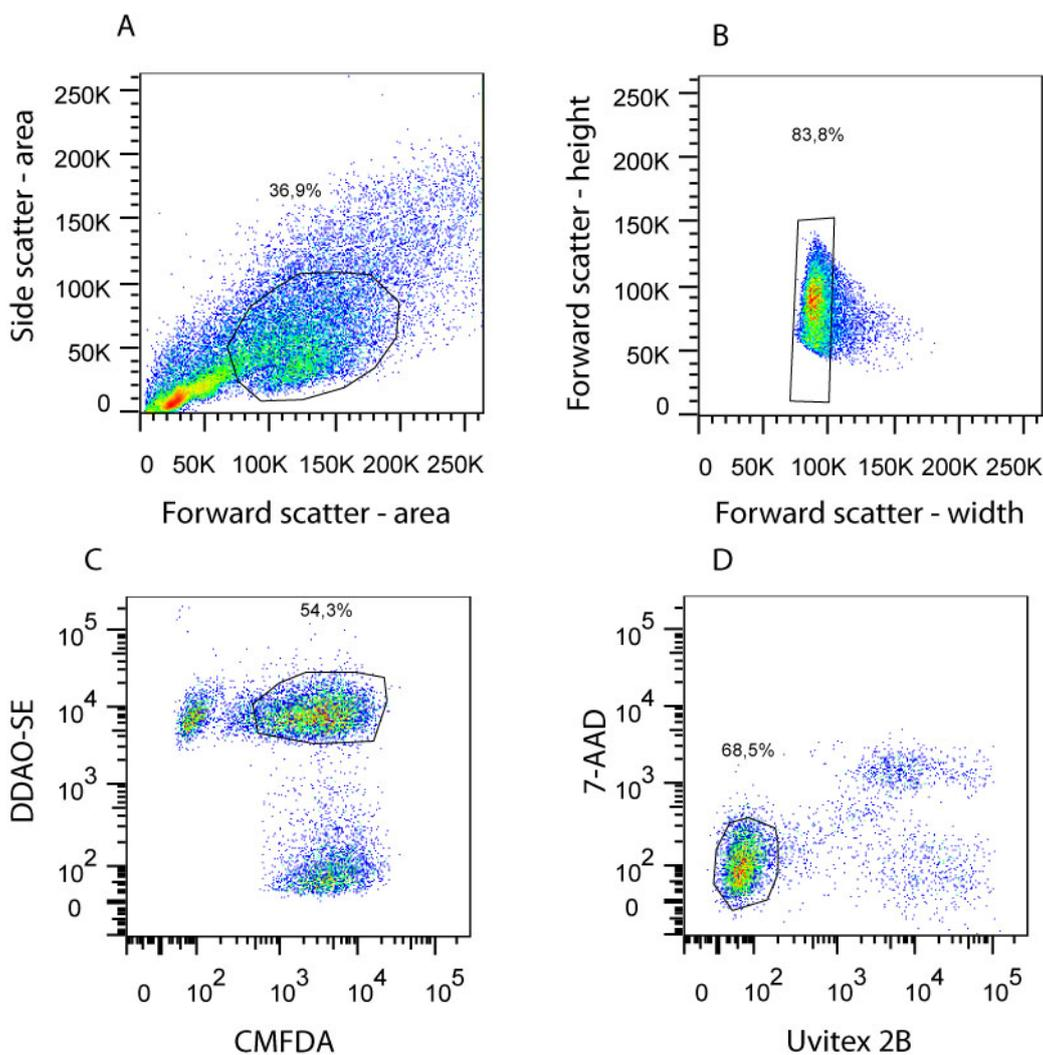 A
Side scatter - area
250K
200K
150K
100K
50K
0
36,9%
0 50K 100K 150K 200K 250K
Forward scatter - area
B
Forward scatter - height
250K
200K
150K
100K
50K
0
83,8%
0 50K 100K 150K 200K 250K
Forward scatter - width
C
DDAO-SE
10^5
10^4
10^3
10^2
0
54,3%
0 10^2 10^3 10^4 10^5
CMFDA
D
7-AAD
10^5
10^4
10^3
10^2
0
68,5%
0 10^2 10^3 10^4 10^5
Uvitex 2B